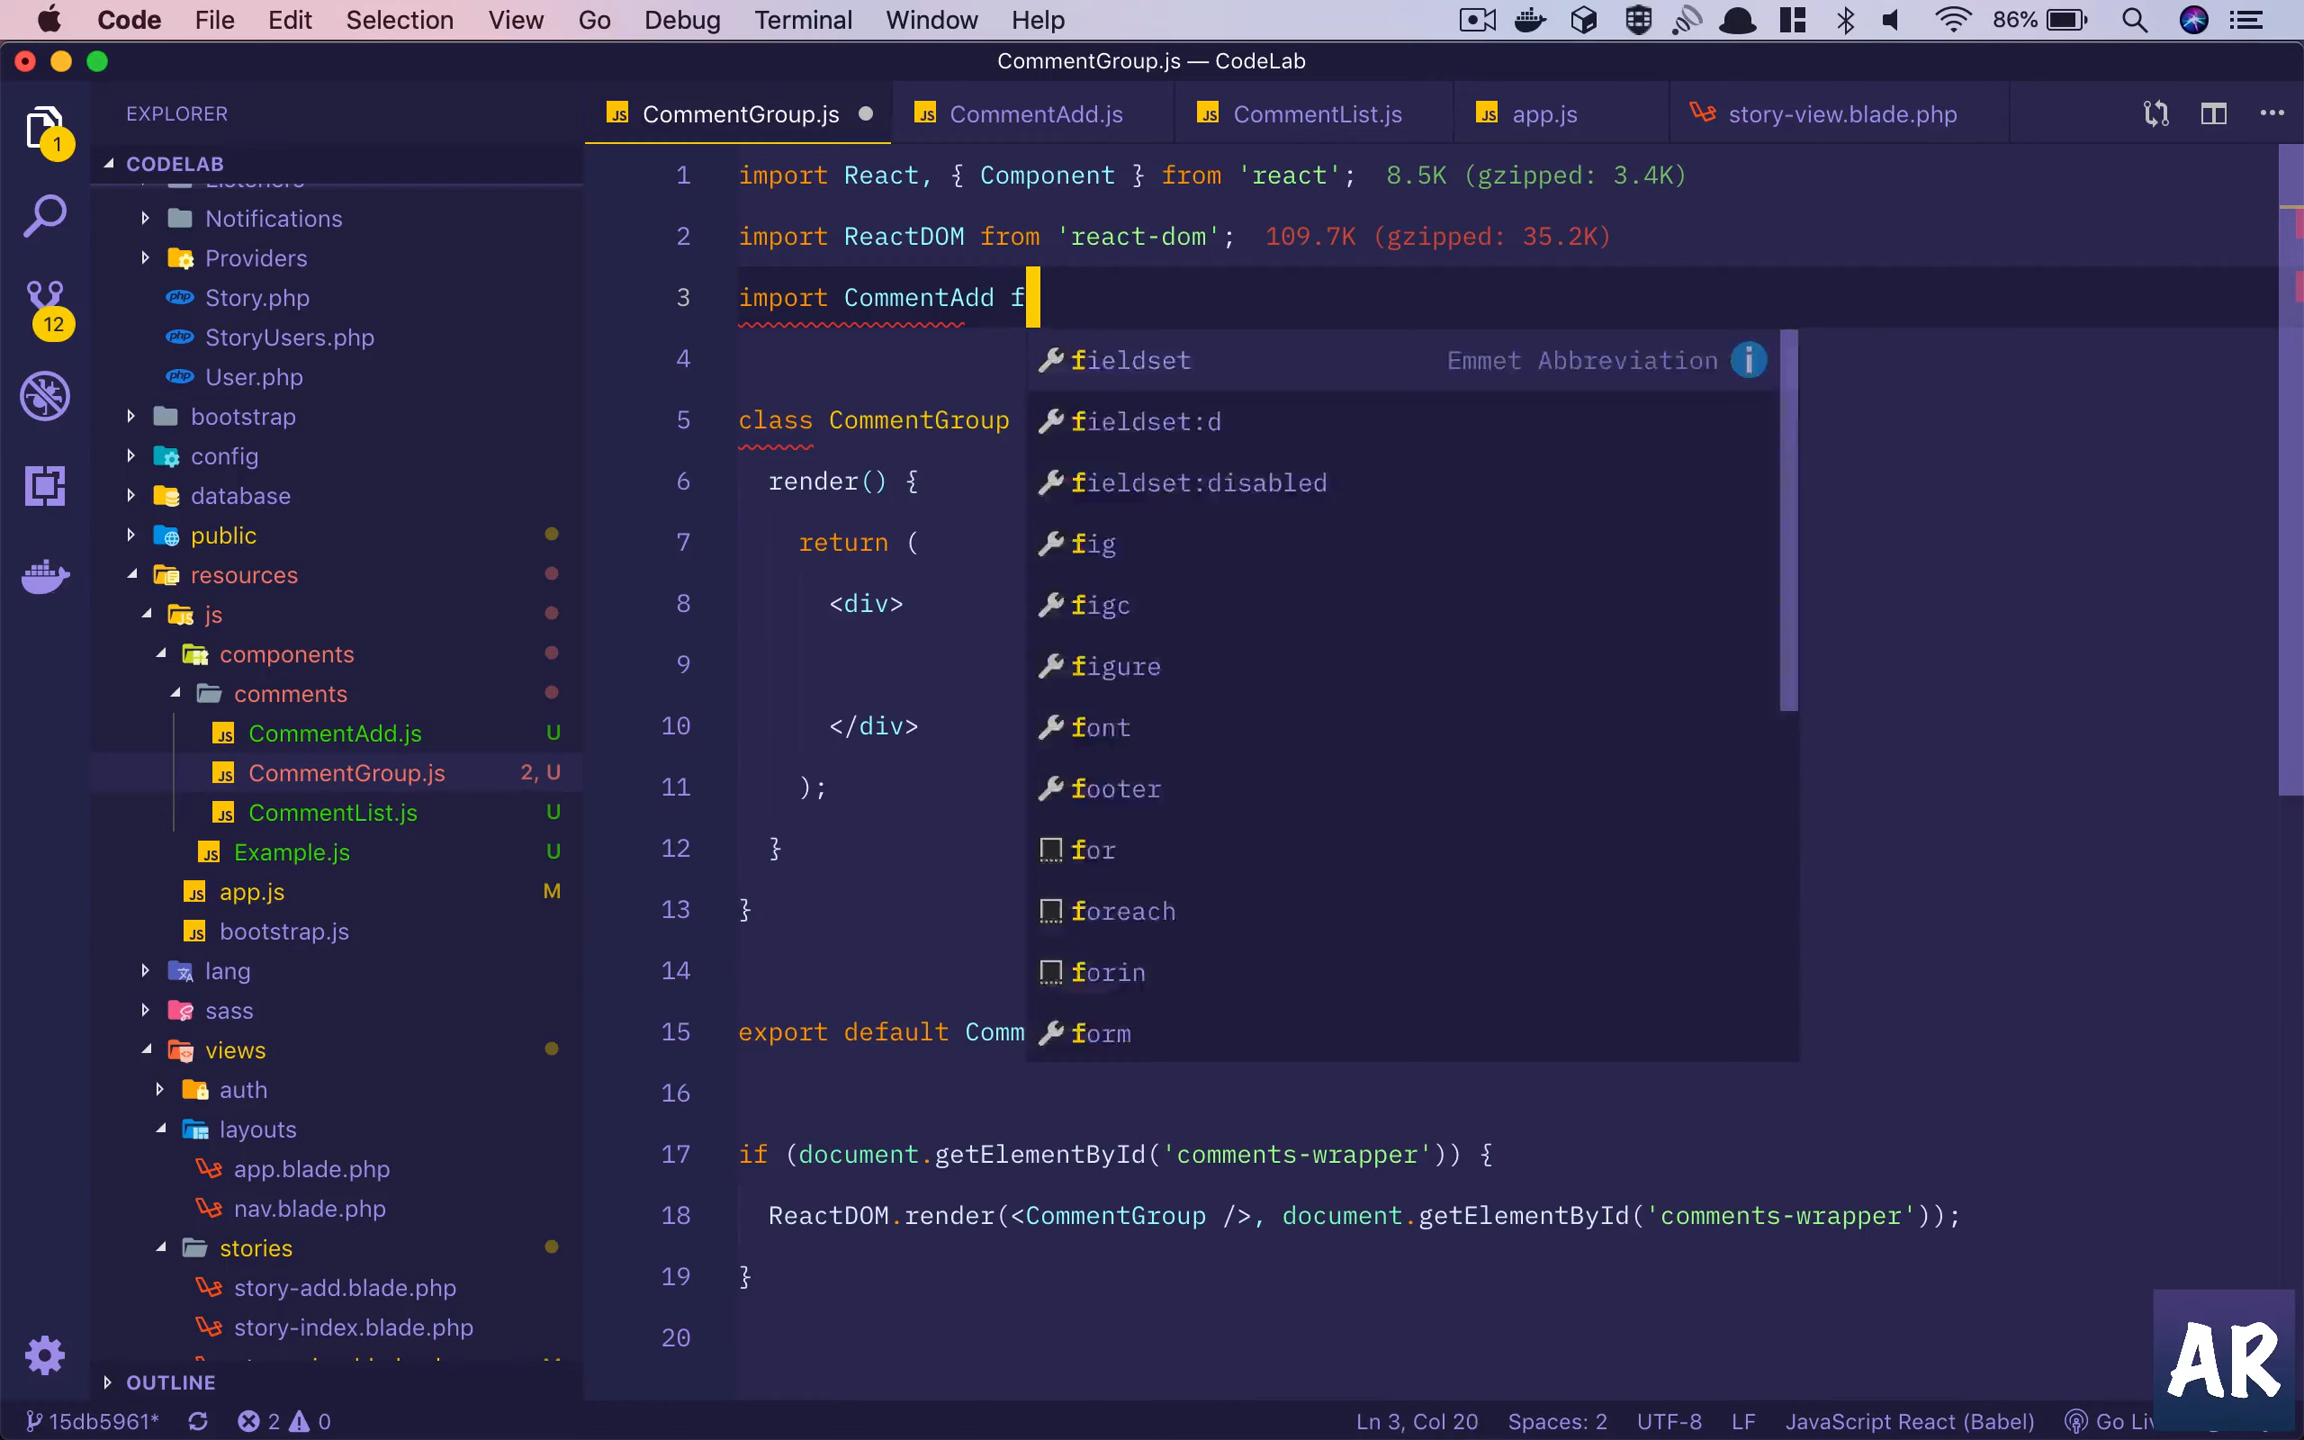 Code File Edit Selection View Go Debug Terminal Window Help 86%
CommentGroup.js — CodeLab
EXPLORER
CommentGroup.js CommentAdd.js CommentList.js app.js story-view.blade.php
1
12
CODELAB
Listeners
Notifications
Providers
Story.php
StoryUsers.php
User.php
bootstrap
config
database
public
resources
js
components
comments
CommentAdd.js U
CommentGroup.js 2, U
CommentList.js U
Example.js U
app.js M
bootstrap.js
lang
sass
views
auth
layouts
app.blade.php
nav.blade.php
stories
story-add.blade.php
story-index.blade.php
OUTLINE
1 import React, { Component } from 'react'; 8.5K (gzipped: 3.4K)
2 import ReactDOM from 'react-dom'; 109.7K (gzipped: 35.2K)
3 import CommentAdd f
4
5 class CommentGroup
6 render() {
7 return (
8 <div>
9
10 </div>
11 );
12 }
13 }
14
15 export default Comm
16
17 if (document.getElementById('comments-wrapper')) {
18 ReactDOM.render(<CommentGroup />, document.getElementById('comments-wrapper'));
19 }
20
fieldset Emmet Abbreviation
fieldset:d
fieldset:disabled
fig
figc
figure
font
footer
for
foreach
forin
form
AR
15db5961* 2 0 Ln 3, Col 20 Spaces: 2 UTF-8 LF JavaScript React (Babel) Go